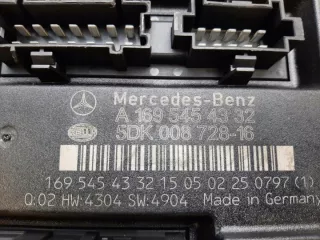 Mercedes-Benz
A 169 545 43 32
HELLA
5DK 008 728-16
169 545 43 32 15 05 02 25 0797 (1)
Q:02 HW:4304 SW:4904 Made in Germany